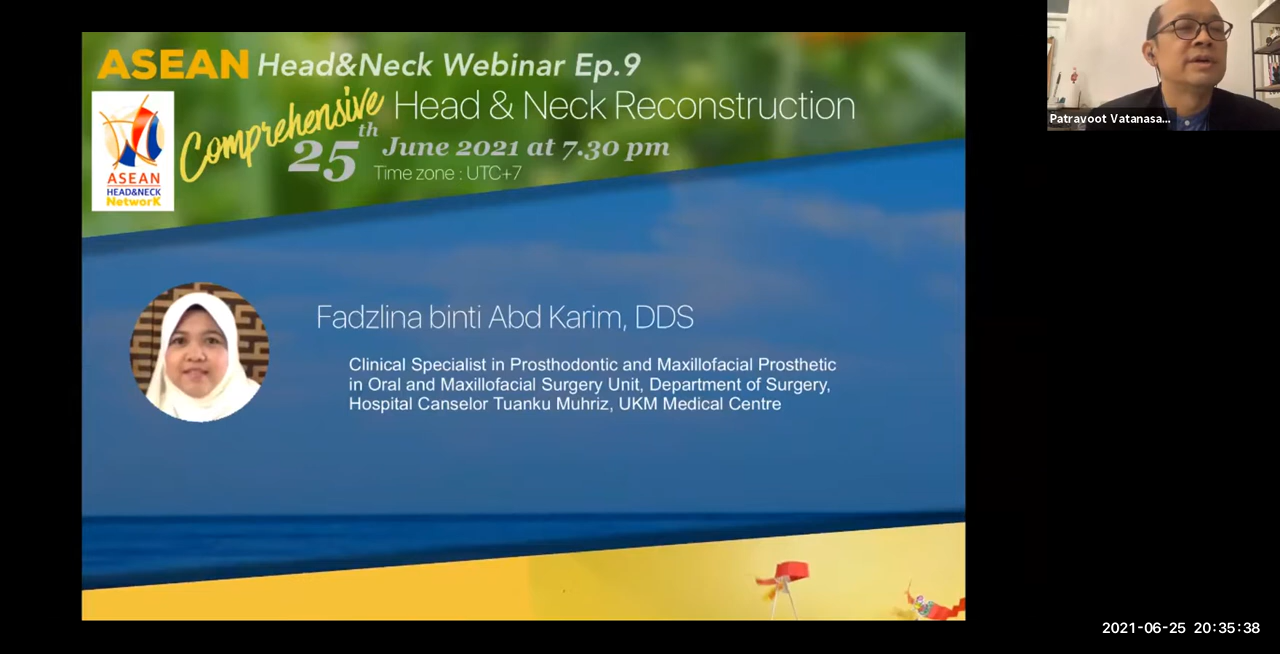 ASEAN Head&Neck Webinar Ep.9
Comprehensive Head & Neck Reconstruction
25th June 2021 at 7.30 pm
Time zone : UTC+7
ASEAN
HEAD&NECK
NetworK
Fadzlina binti Abd Karim, DDS
Clinical Specialist in Prosthodontic and Maxillofacial Prosthetic
in Oral and Maxillofacial Surgery Unit, Department of Surgery,
Hospital Canselor Tuanku Muhriz, UKM Medical Centre
Patravoot Vatanasa...
2021-06-25 20:35:38